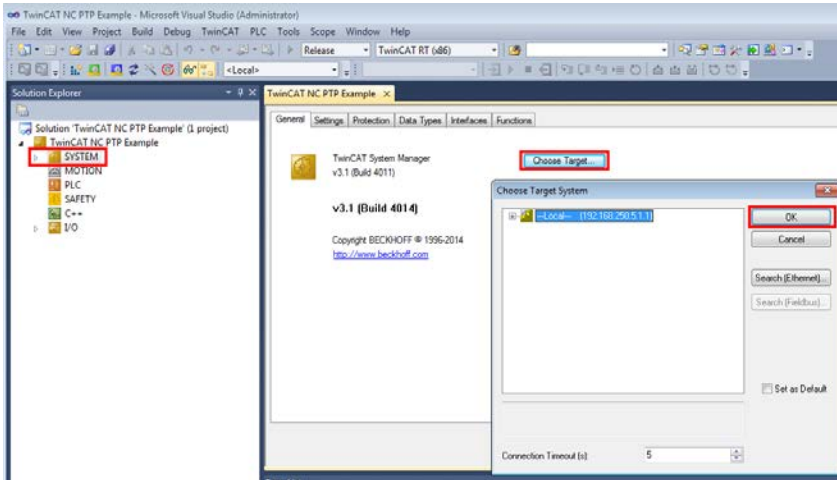 TwinCAT NC PTP Example - Microsoft Visual Studio (Administrator)
File Edit View Project Build Debug TwinCAT PLC Tools Scope Window Help
Release TwinCAT RT (x86)
<Local>
Solution Explorer
TwinCAT NC PTP Example
Solution 'TwinCAT NC PTP Example' (1 project)
TwinCAT NC PTP Example
SYSTEM
MOTION
PLC
SAFETY
C++
I/O
General Settings Protection Data Types Interfaces Functions
TwinCAT System Manager
v3.1 (Build 4011)
Choose Target...
v3.1 (Build 4014)
Copyright BECKHOFF © 1996-2014
http://www.beckhoff.com
Choose Target System
--Local-- (192.168.250.5.1.1)
OK
Cancel
Search (Ethernet)...
Search (Fieldbus)...
Set as Default
Connection Timeout (s): 5